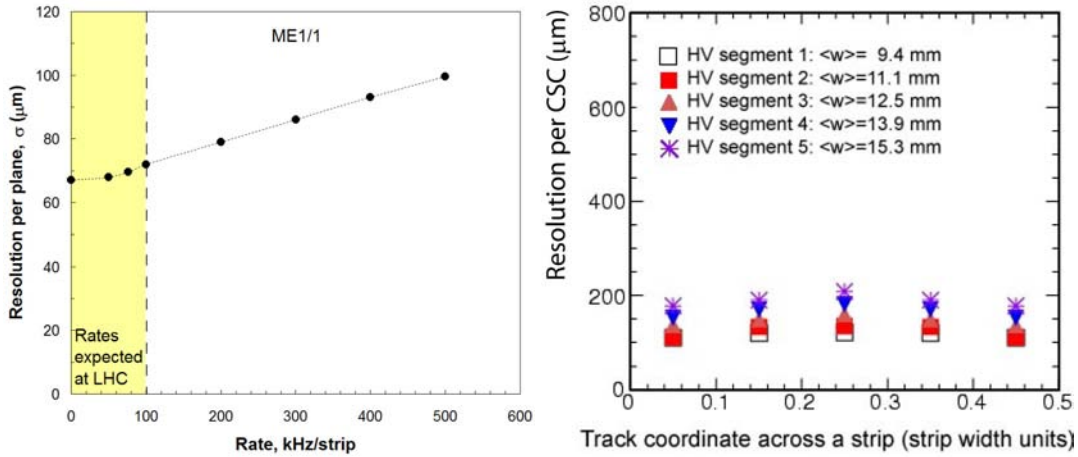 120
100
80
60
40
20
0
Resolution per plane, σ (μm)
ME1/1
Rates
expected
at LHC
0 100 200 300 400 500 600
Rate, kHz/strip
800
600
400
200
0
Resolution per CSC (μm)
HV segment 1: <w>= 9.4 mm
HV segment 2: <w>=11.1 mm
HV segment 3: <w>=12.5 mm
HV segment 4: <w>=13.9 mm
HV segment 5: <w>=15.3 mm
0 0.1 0.2 0.3 0.4 0.5
Track coordinate across a strip (strip width units)